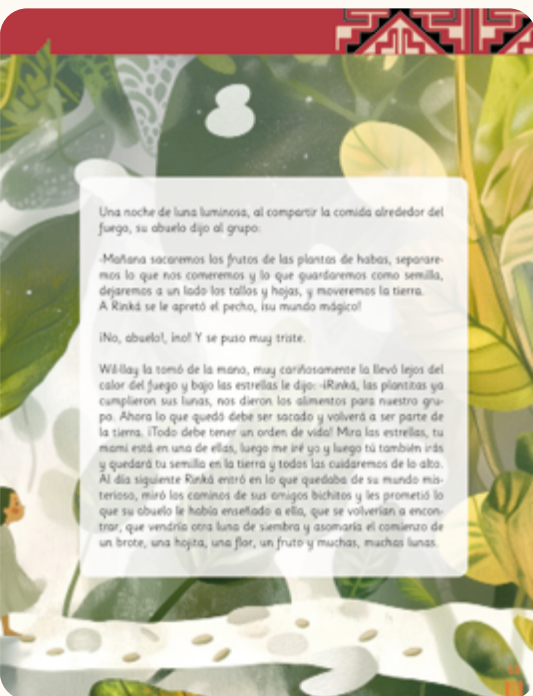 Una noche de luna luminosa, al compartir la comida alrededor del
fuego, su abuelo dijo al grupo:
-Mañana sacaremos los frutos de las plantas de habas, separare-
mos lo que nos comeremos y lo que guardaremos como semilla,
dejaremos a un lado los tallos y hojas, y moveremos la tierra.
A Rinká se le apretó el pecho, ¡su mundo mágico!
¡No, abuelo!, ¡no! Y se puso muy triste.
Wil-llay la tomó de la mano, muy cariñosamente la llevó lejos del
calor del fuego y bajo las estrellas le dijo: -¡Rinká, las plantitas ya
cumplieron sus lunas, nos dieron los alimentos para nuestro gru-
po. Ahora lo que quedó debe ser sacado y volverá a ser parte de
la tierra. ¡Todo debe tener un orden de vida! Mira las estrellas, tu
mami está en una de ellas, luego me iré yo y luego tú también irás
y quedará tu semilla en la tierra y todos las cuidaremos de lo alto.
Al día siguiente Rinká entró en lo que quedaba de su mundo mis-
terioso, miró los caminos de sus amigos bichitos y les prometió lo
que su abuelo le había enseñado a ella, que se volverían a encon-
trar, que vendría otra luna de siembra y asomaría el comienzo de
un brote, una hojita, una flor, un fruto y muchas, muchas lunas.